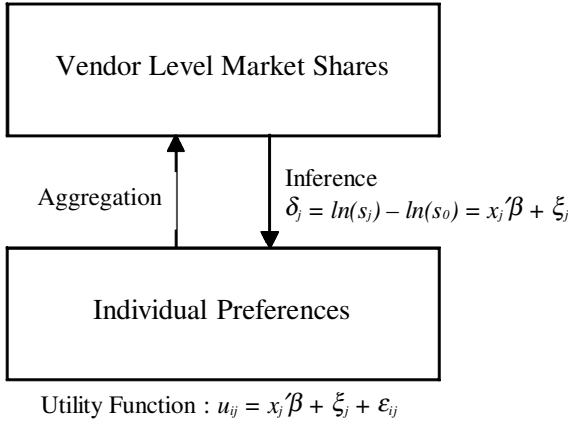 Vendor Level Market Shares
Aggregation
Inference
δⱼ = ln(sⱼ) – ln(s₀) = xⱼ′β + ξⱼ
Individual Preferences
Utility Function : uᵢⱼ = xⱼ′β + ξⱼ + εᵢⱼ